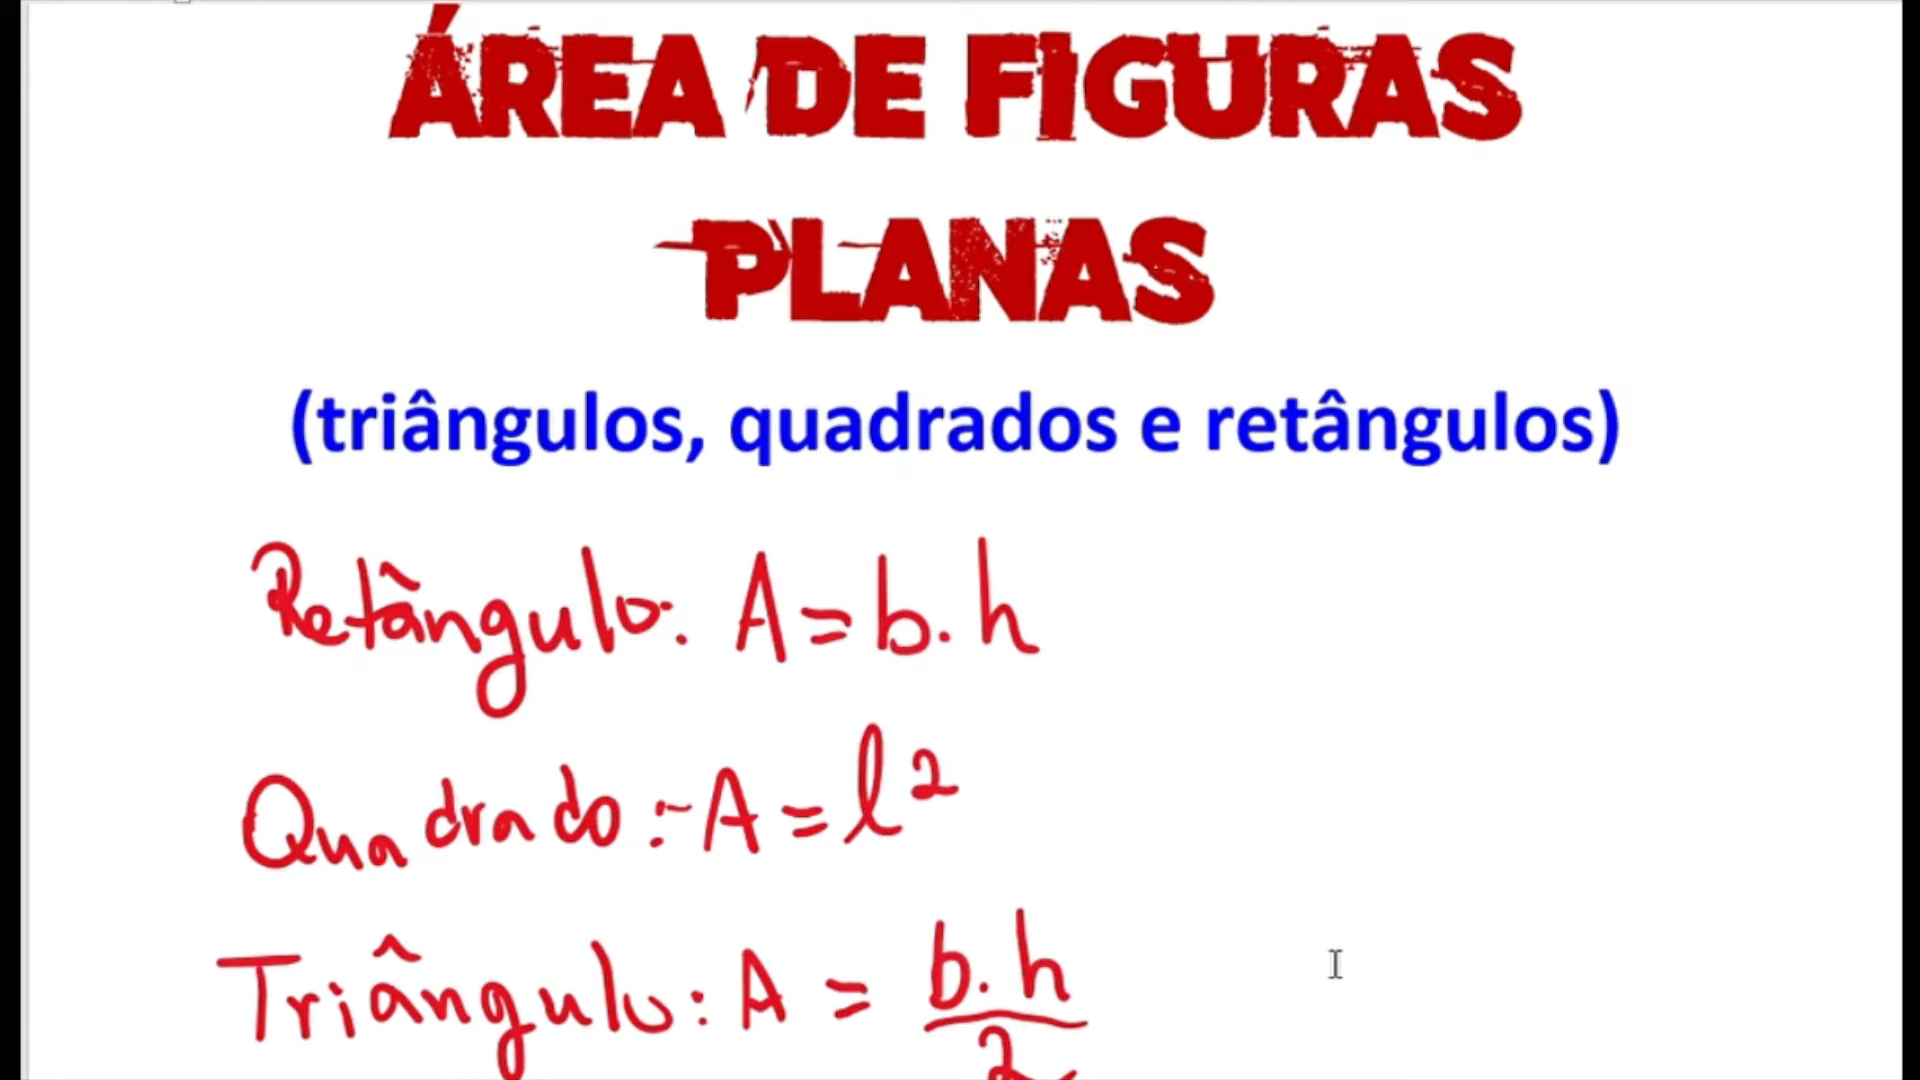 ÁREA DE FIGURAS
PLANAS
(triângulos, quadrados e retângulos)
Retângulo: A = b.h
Quadrado:- A = l²
Triângulo: A = b.h
2